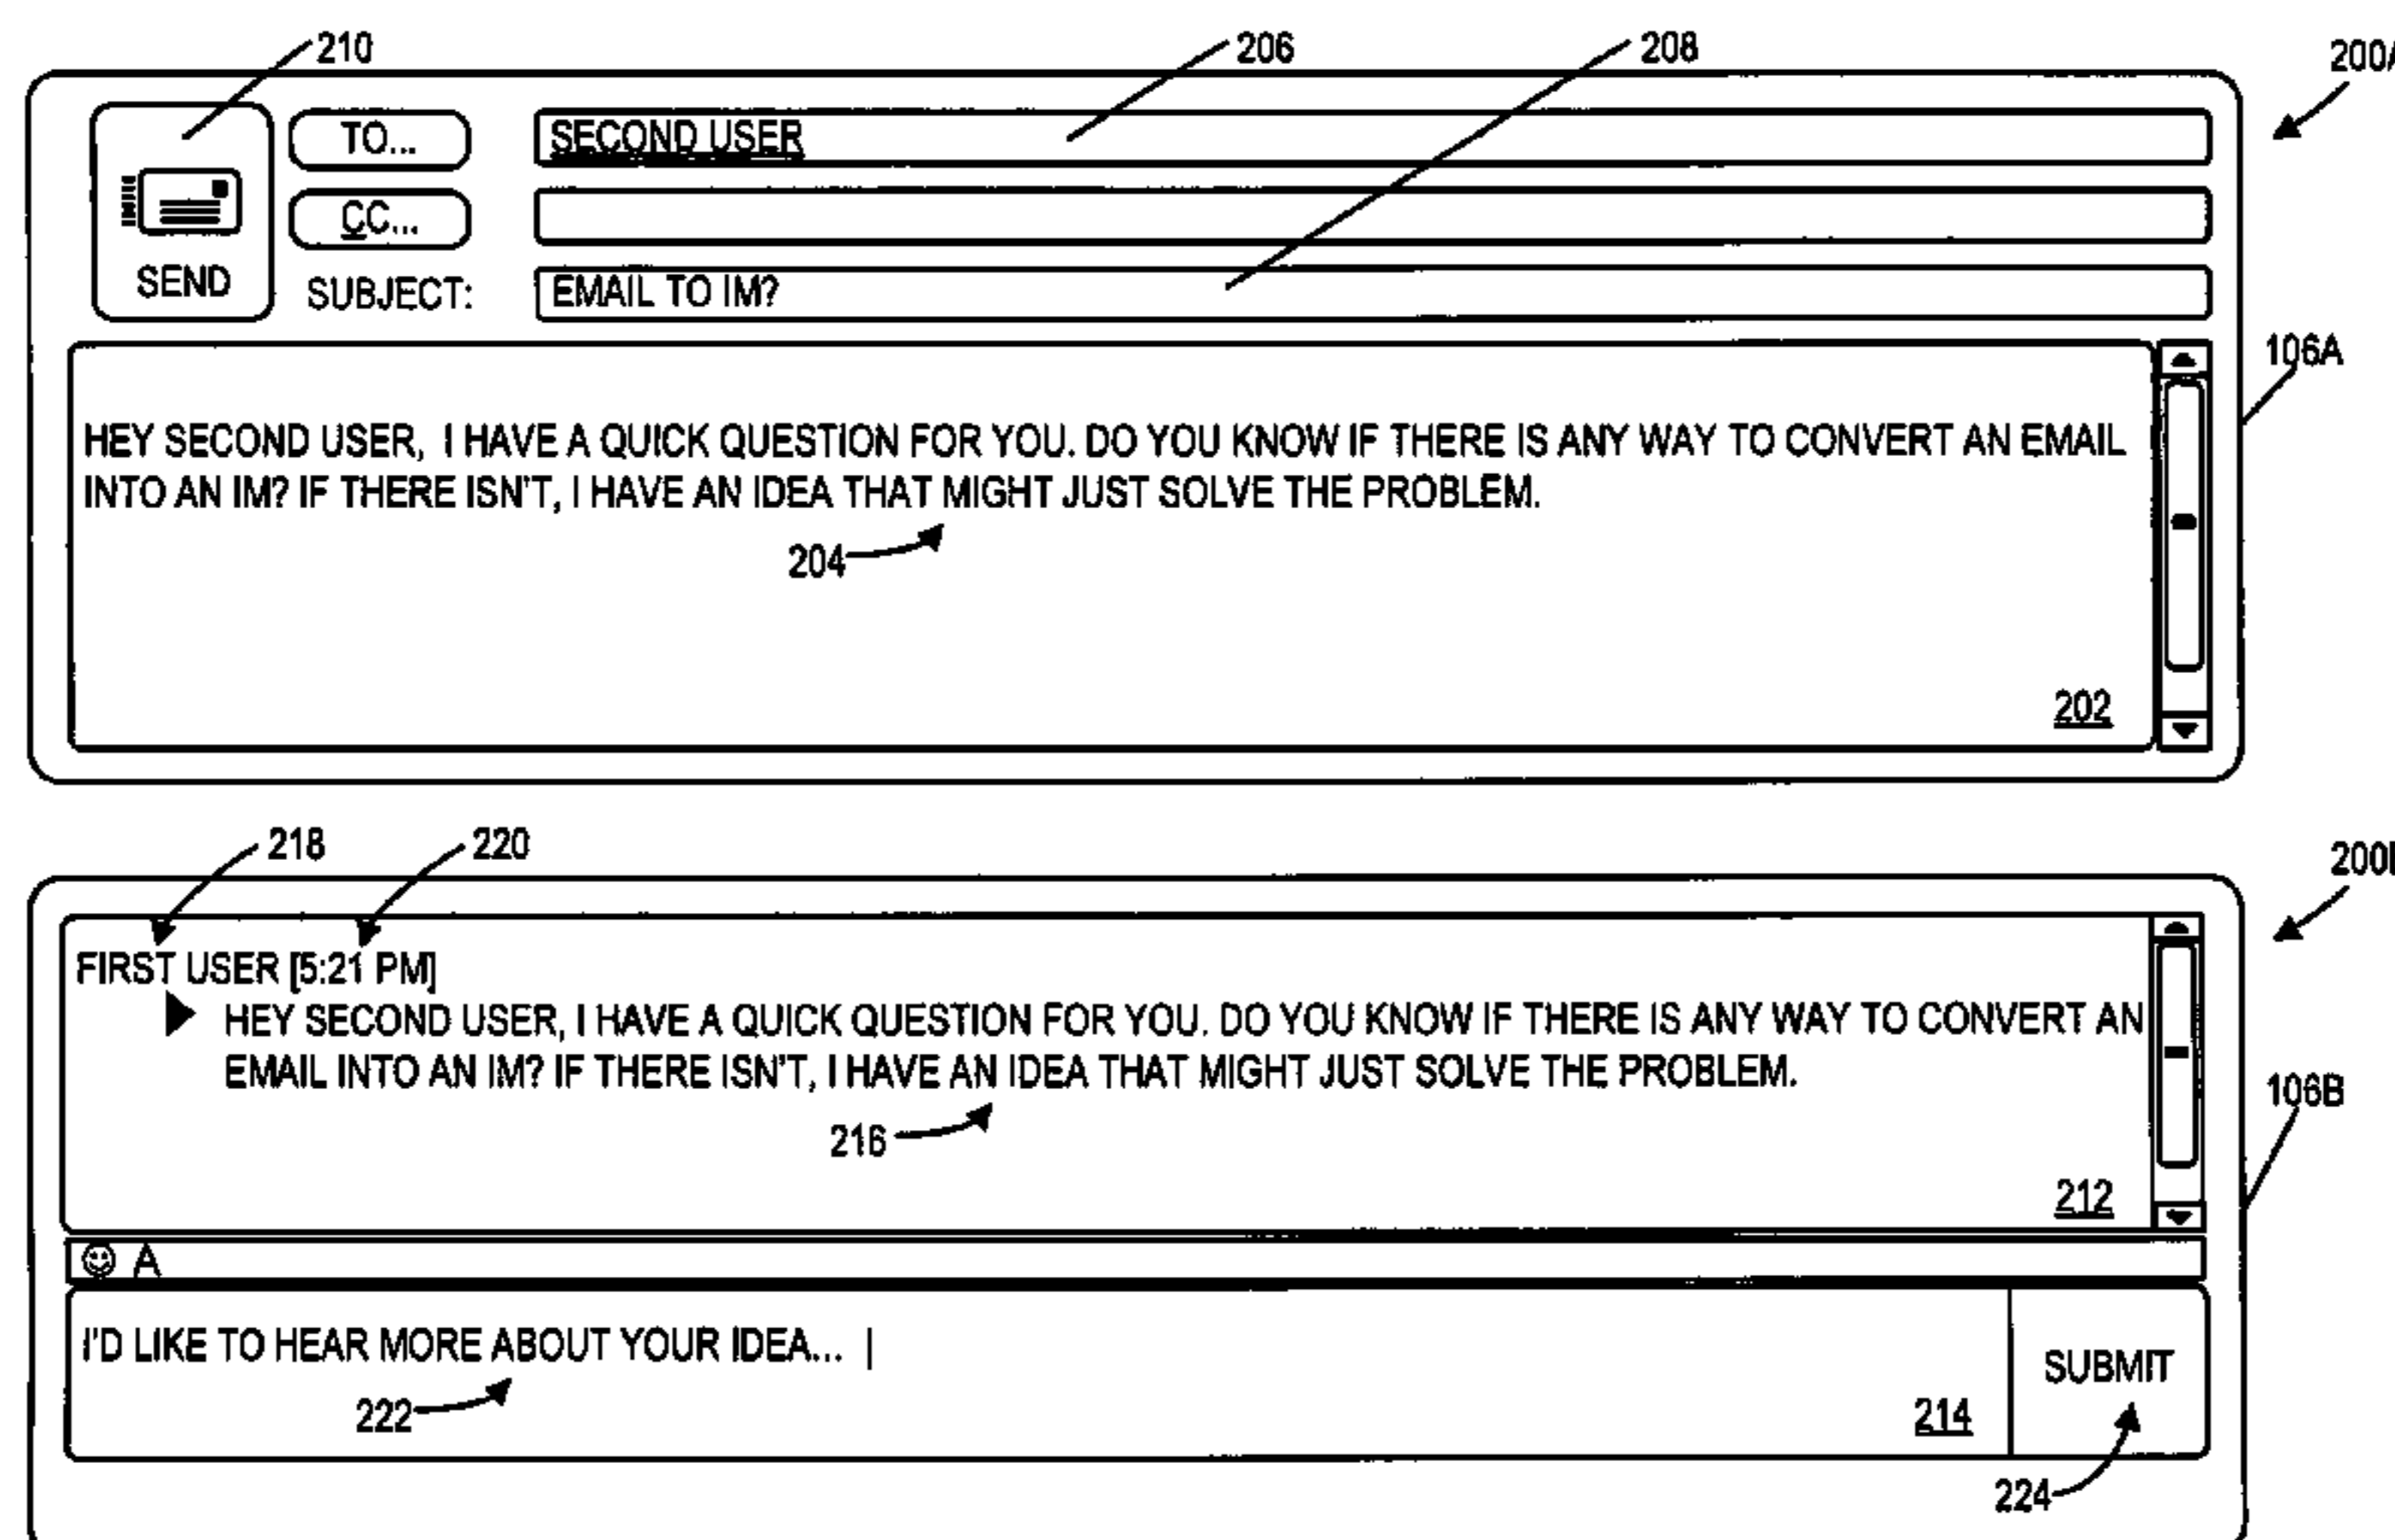 210 206 208 200A
TO... SECOND USER
CC...
SEND SUBJECT: EMAIL TO IM?
106A
HEY SECOND USER, I HAVE A QUICK QUESTION FOR YOU. DO YOU KNOW IF THERE IS ANY WAY TO CONVERT AN EMAIL
INTO AN IM? IF THERE ISN'T, I HAVE AN IDEA THAT MIGHT JUST SOLVE THE PROBLEM.
204
202
218 220
FIRST USER [5:21 PM]
HEY SECOND USER, I HAVE A QUICK QUESTION FOR YOU. DO YOU KNOW IF THERE IS ANY WAY TO CONVERT AN
EMAIL INTO AN IM? IF THERE ISN'T, I HAVE AN IDEA THAT MIGHT JUST SOLVE THE PROBLEM.
106B
216
212
A
I'D LIKE TO HEAR MORE ABOUT YOUR IDEA...
SUBMIT
222 214
224